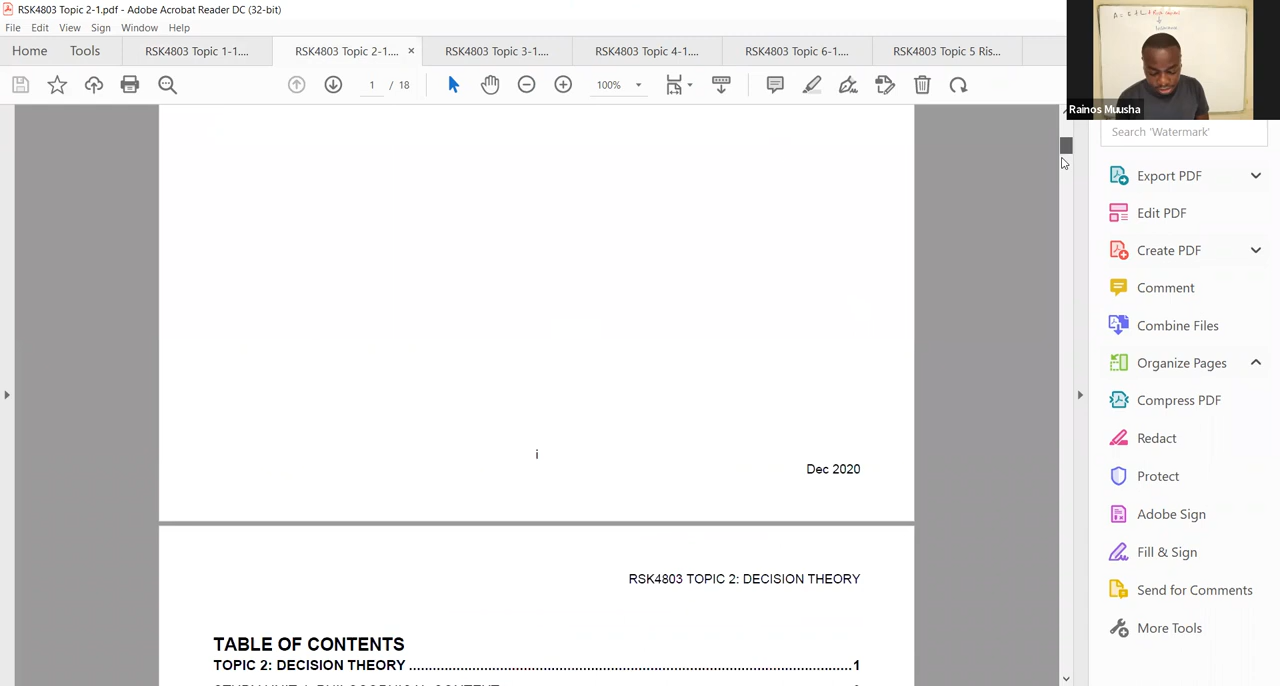 RSK4803 Topic 2-1.pdf - Adobe Acrobat Reader DC (32-bit)
File Edit View Sign Window Help
Home Tools RSK4803 Topic 1-1.... RSK4803 Topic 2-1.... × RSK4803 Topic 3-1.... RSK4803 Topic 4-1.... RSK4803 Topic 6-1.... RSK4803 Topic 5 Ris...
1 / 18 100%
Rainos Muusha
Search 'Watermark'
Export PDF
Edit PDF
Create PDF
Comment
Combine Files
Organize Pages
Compress PDF
Redact
Protect
Adobe Sign
Fill & Sign
Send for Comments
More Tools
i
Dec 2020
RSK4803 TOPIC 2: DECISION THEORY
TABLE OF CONTENTS
TOPIC 2: DECISION THEORY ........................................................................................1